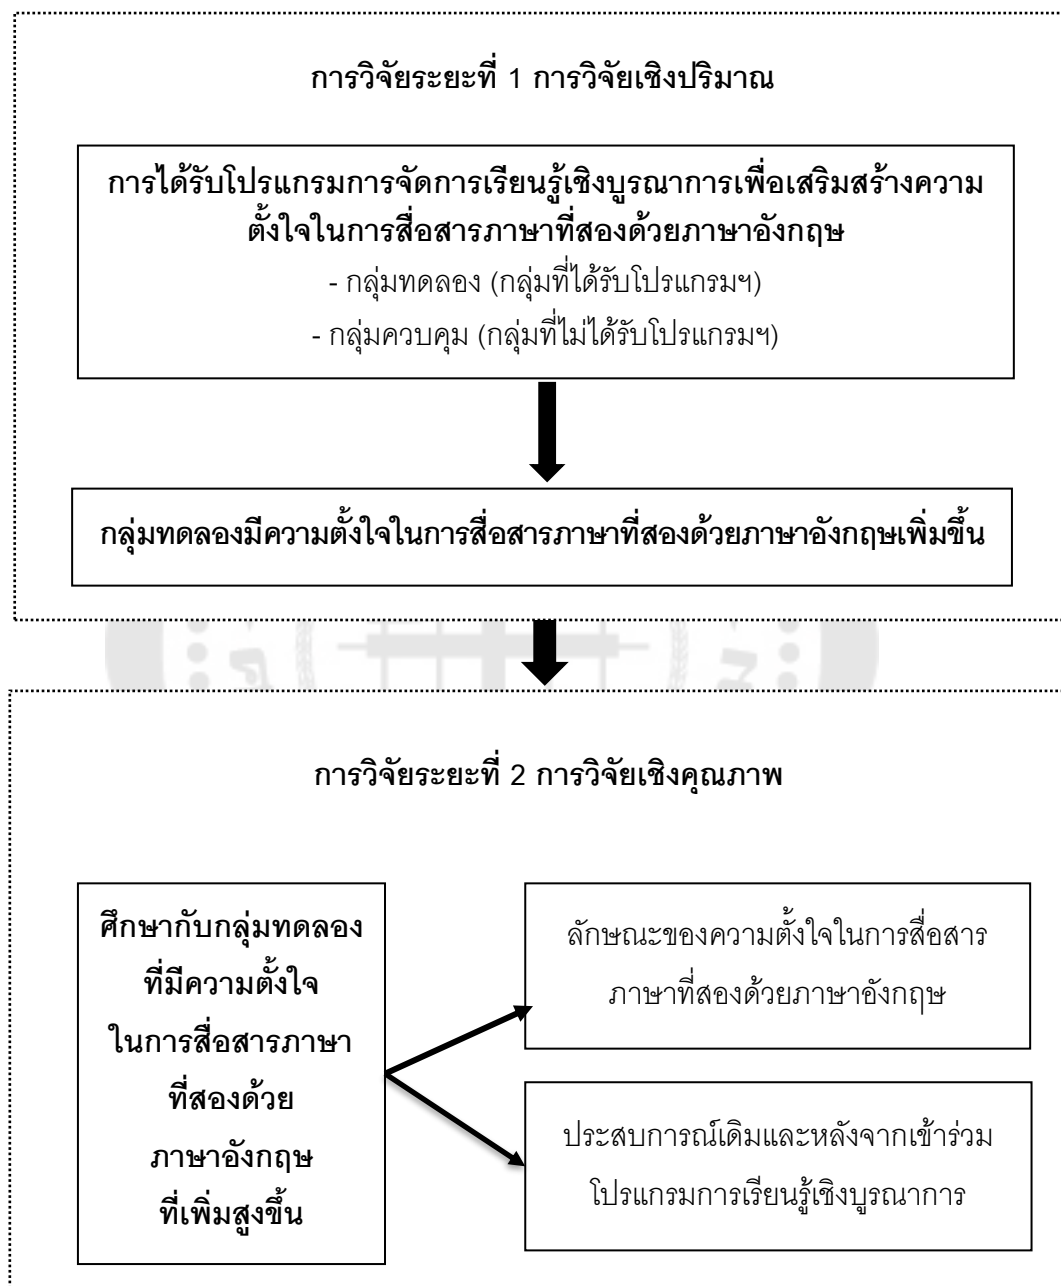 การวิจัยระยะที่ 1 การวิจัยเชิงปริมาณ
การได้รับโปรแกรมการจัดการเรียนรู้เชิงบูรณาการเพื่อเสริมสร้างความ
ตั้งใจในการสื่อสารภาษาที่สองด้วยภาษาอังกฤษ
- กลุ่มทดลอง (กลุ่มที่ได้รับโปรแกรมฯ)
- กลุ่มควบคุม (กลุ่มที่ไม่ได้รับโปรแกรมฯ)
กลุ่มทดลองมีความตั้งใจในการสื่อสารภาษาที่สองด้วยภาษาอังกฤษเพิ่มขึ้น
การวิจัยระยะที่ 2 การวิจัยเชิงคุณภาพ
ศึกษากับกลุ่มทดลอง
ที่มีความตั้งใจ
ในการสื่อสารภาษา
ที่สองด้วย
ภาษาอังกฤษ
ที่เพิ่มสูงขึ้น
ลักษณะของความตั้งใจในการสื่อสาร
ภาษาที่สองด้วยภาษาอังกฤษ
ประสบการณ์เดิมและหลังจากเข้าร่วม
โปรแกรมการเรียนรู้เชิงบูรณาการ